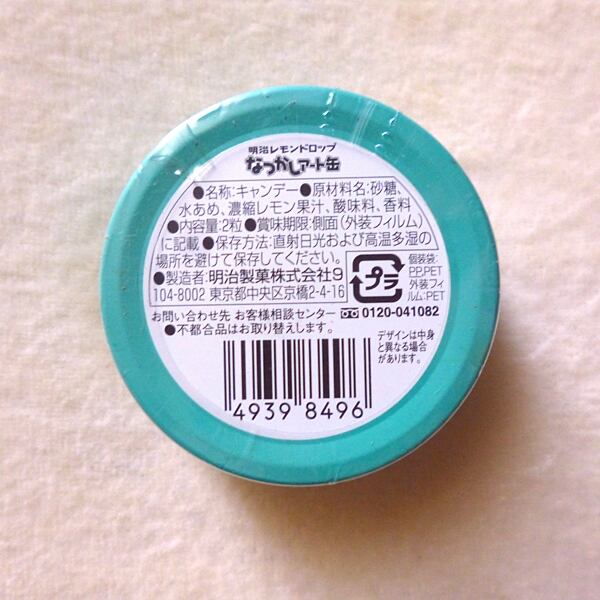 明治レモンドロップ
なつかしアート缶
●名称:キャンデー●原材料名:砂糖、
水あめ、濃縮レモン果汁、酸味料、香料
●内容量:2粒●賞味期限:側面(外装フィルム)
に記載●保存方法:直射日光および高温多湿の
場所を避けて保存してください。
●製造者:明治製菓株式会社9
104-8002 東京都中央区京橋2-4-16
プラ
個装袋:
PP,PET
外装フィ
ルム:PET
お問い合わせ先 お客様相談センター 0120-041082
●不都合品はお取り替えします。
デザインは中身
と異なる場合
があります。
4939 8496